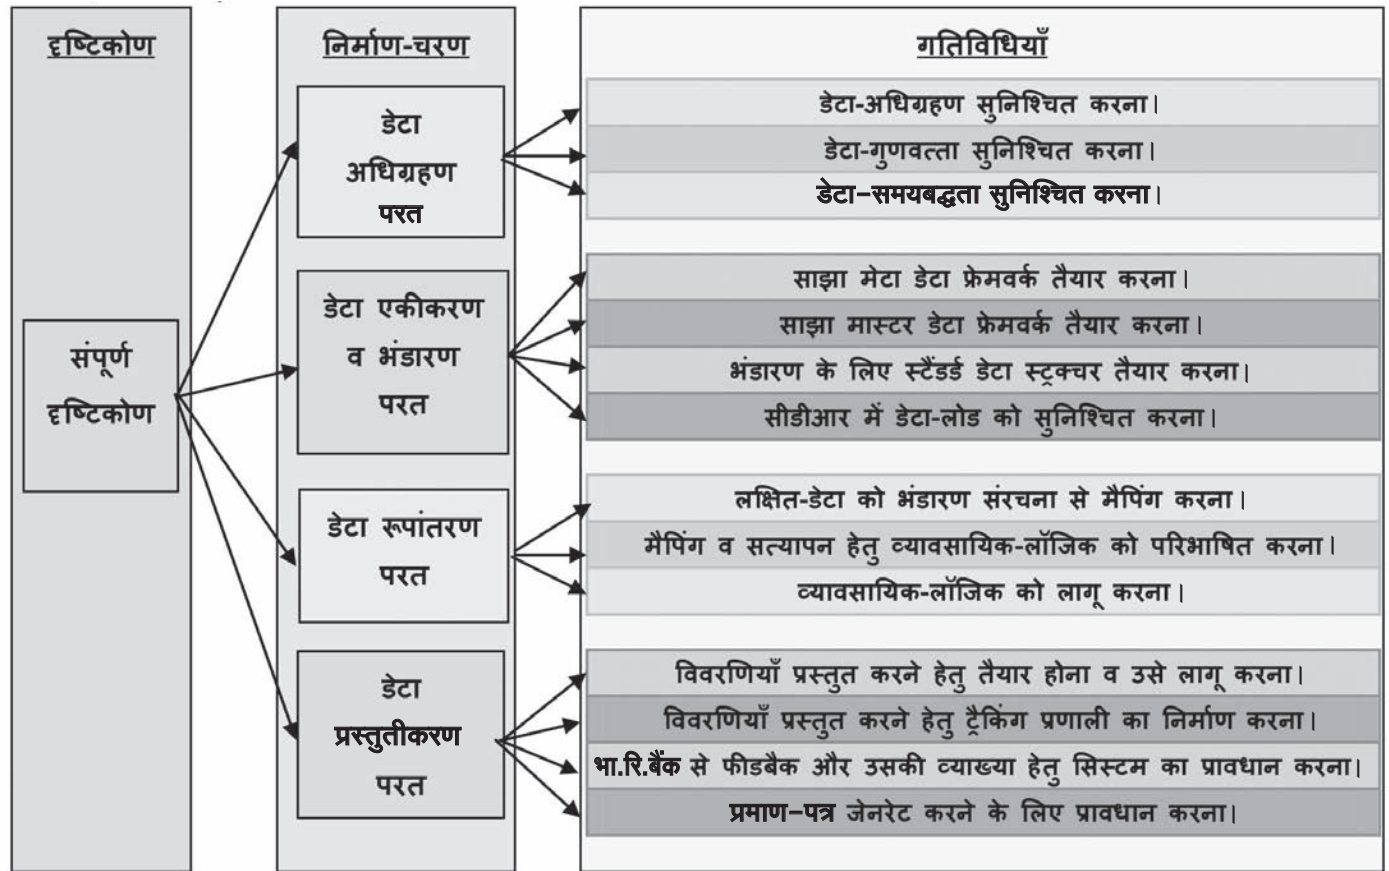 दृष्टिकोण
निर्माण-चरण
गतिविधियाँ
संपूर्ण
दृष्टिकोण
डेटा
अधिग्रहण
परत
डेटा-अधिग्रहण सुनिश्चित करना।
डेटा-गुणवत्ता सुनिश्चित करना।
डेटा-समयबद्धता सुनिश्चित करना।
डेटा एकीकरण
व भंडारण
परत
साझा मेटा डेटा फ्रेमवर्क तैयार करना।
साझा मास्टर डेटा फ्रेमवर्क तैयार करना।
भंडारण के लिए स्टैंडर्ड डेटा स्ट्रक्चर तैयार करना।
सीडीआर में डेटा-लोड को सुनिश्चित करना।
डेटा रूपांतरण
परत
लक्षित-डेटा को भंडारण संरचना से मैपिंग करना।
मैपिंग व सत्यापन हेतु व्यावसायिक-लॉजिक को परिभाषित करना।
व्यावसायिक-लॉजिक को लागू करना।
डेटा
प्रस्तुतीकरण
परत
विवरणियाँ प्रस्तुत करने हेतु तैयार होना व उसे लागू करना।
विवरणियाँ प्रस्तुत करने हेतु ट्रैकिंग प्रणाली का निर्माण करना।
भा.रि.बैंक से फीडबैक और उसकी व्याख्या हेतु सिस्टम का प्रावधान करना।
प्रमाण-पत्र जेनरेट करने के लिए प्रावधान करना।